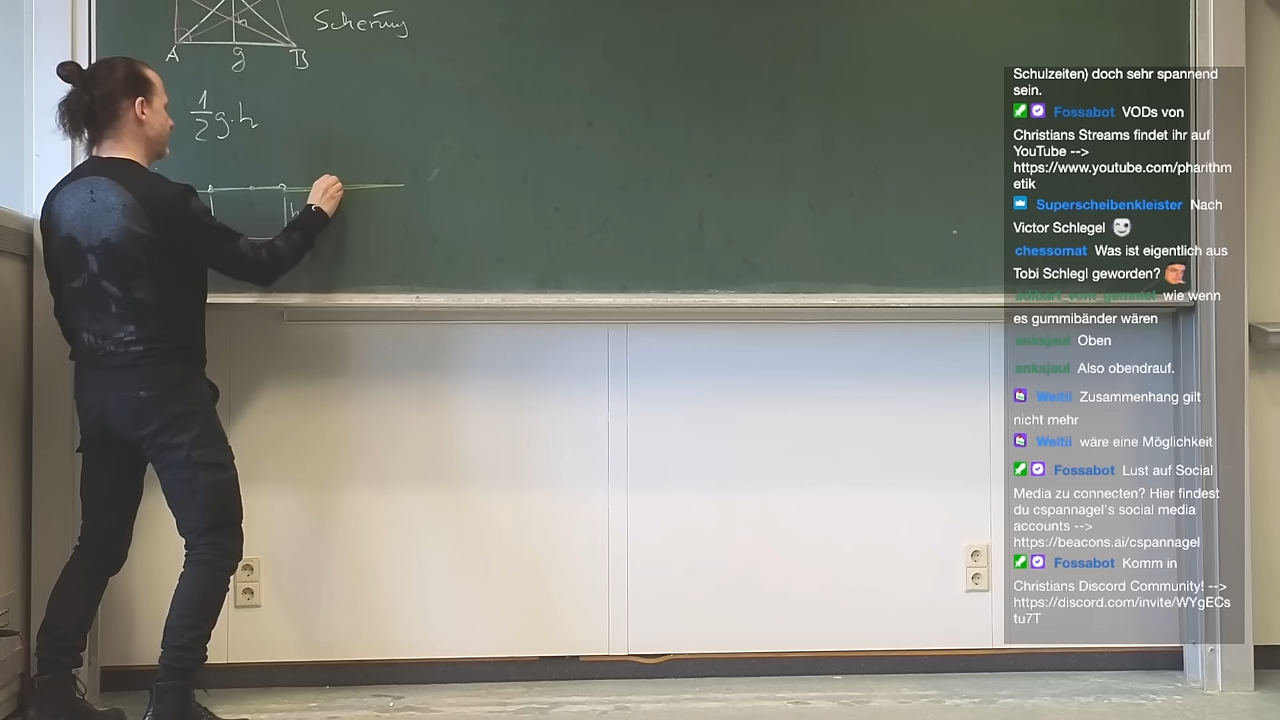 h
Scherung
A
g
B
1
2 g·h
h
Schulzeiten) doch sehr spannend
sein.
Fossabot VODs von
Christians Streams findet ihr auf
YouTube -->
https://www.youtube.com/pharithm
etik
Superscheibenkleister Nach
Victor Schlegel
chessomat Was ist eigentlich aus
Tobi Schlegl geworden?
wie wenn
es gummibänder wären
ankajaul Oben
ankajaul Also obendrauf.
Weltii Zusammenhang gilt
nicht mehr
Weltii wäre eine Möglichkeit
Fossabot Lust auf Social
Media zu connecten? Hier findest
du cspannagel's social media
accounts -->
https://beacons.ai/cspannagel
Fossabot Komm in
Christians Discord Community! -->
https://discord.com/invite/WYgECs
tu7T